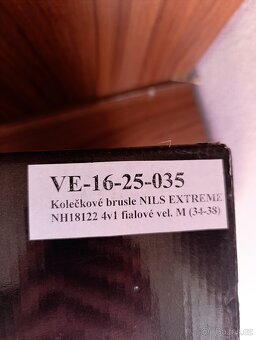 VE-16-25-035
Kolečkové brusle NILS EXTREME
NH18122 4v1 fialové vel. M (34-38)